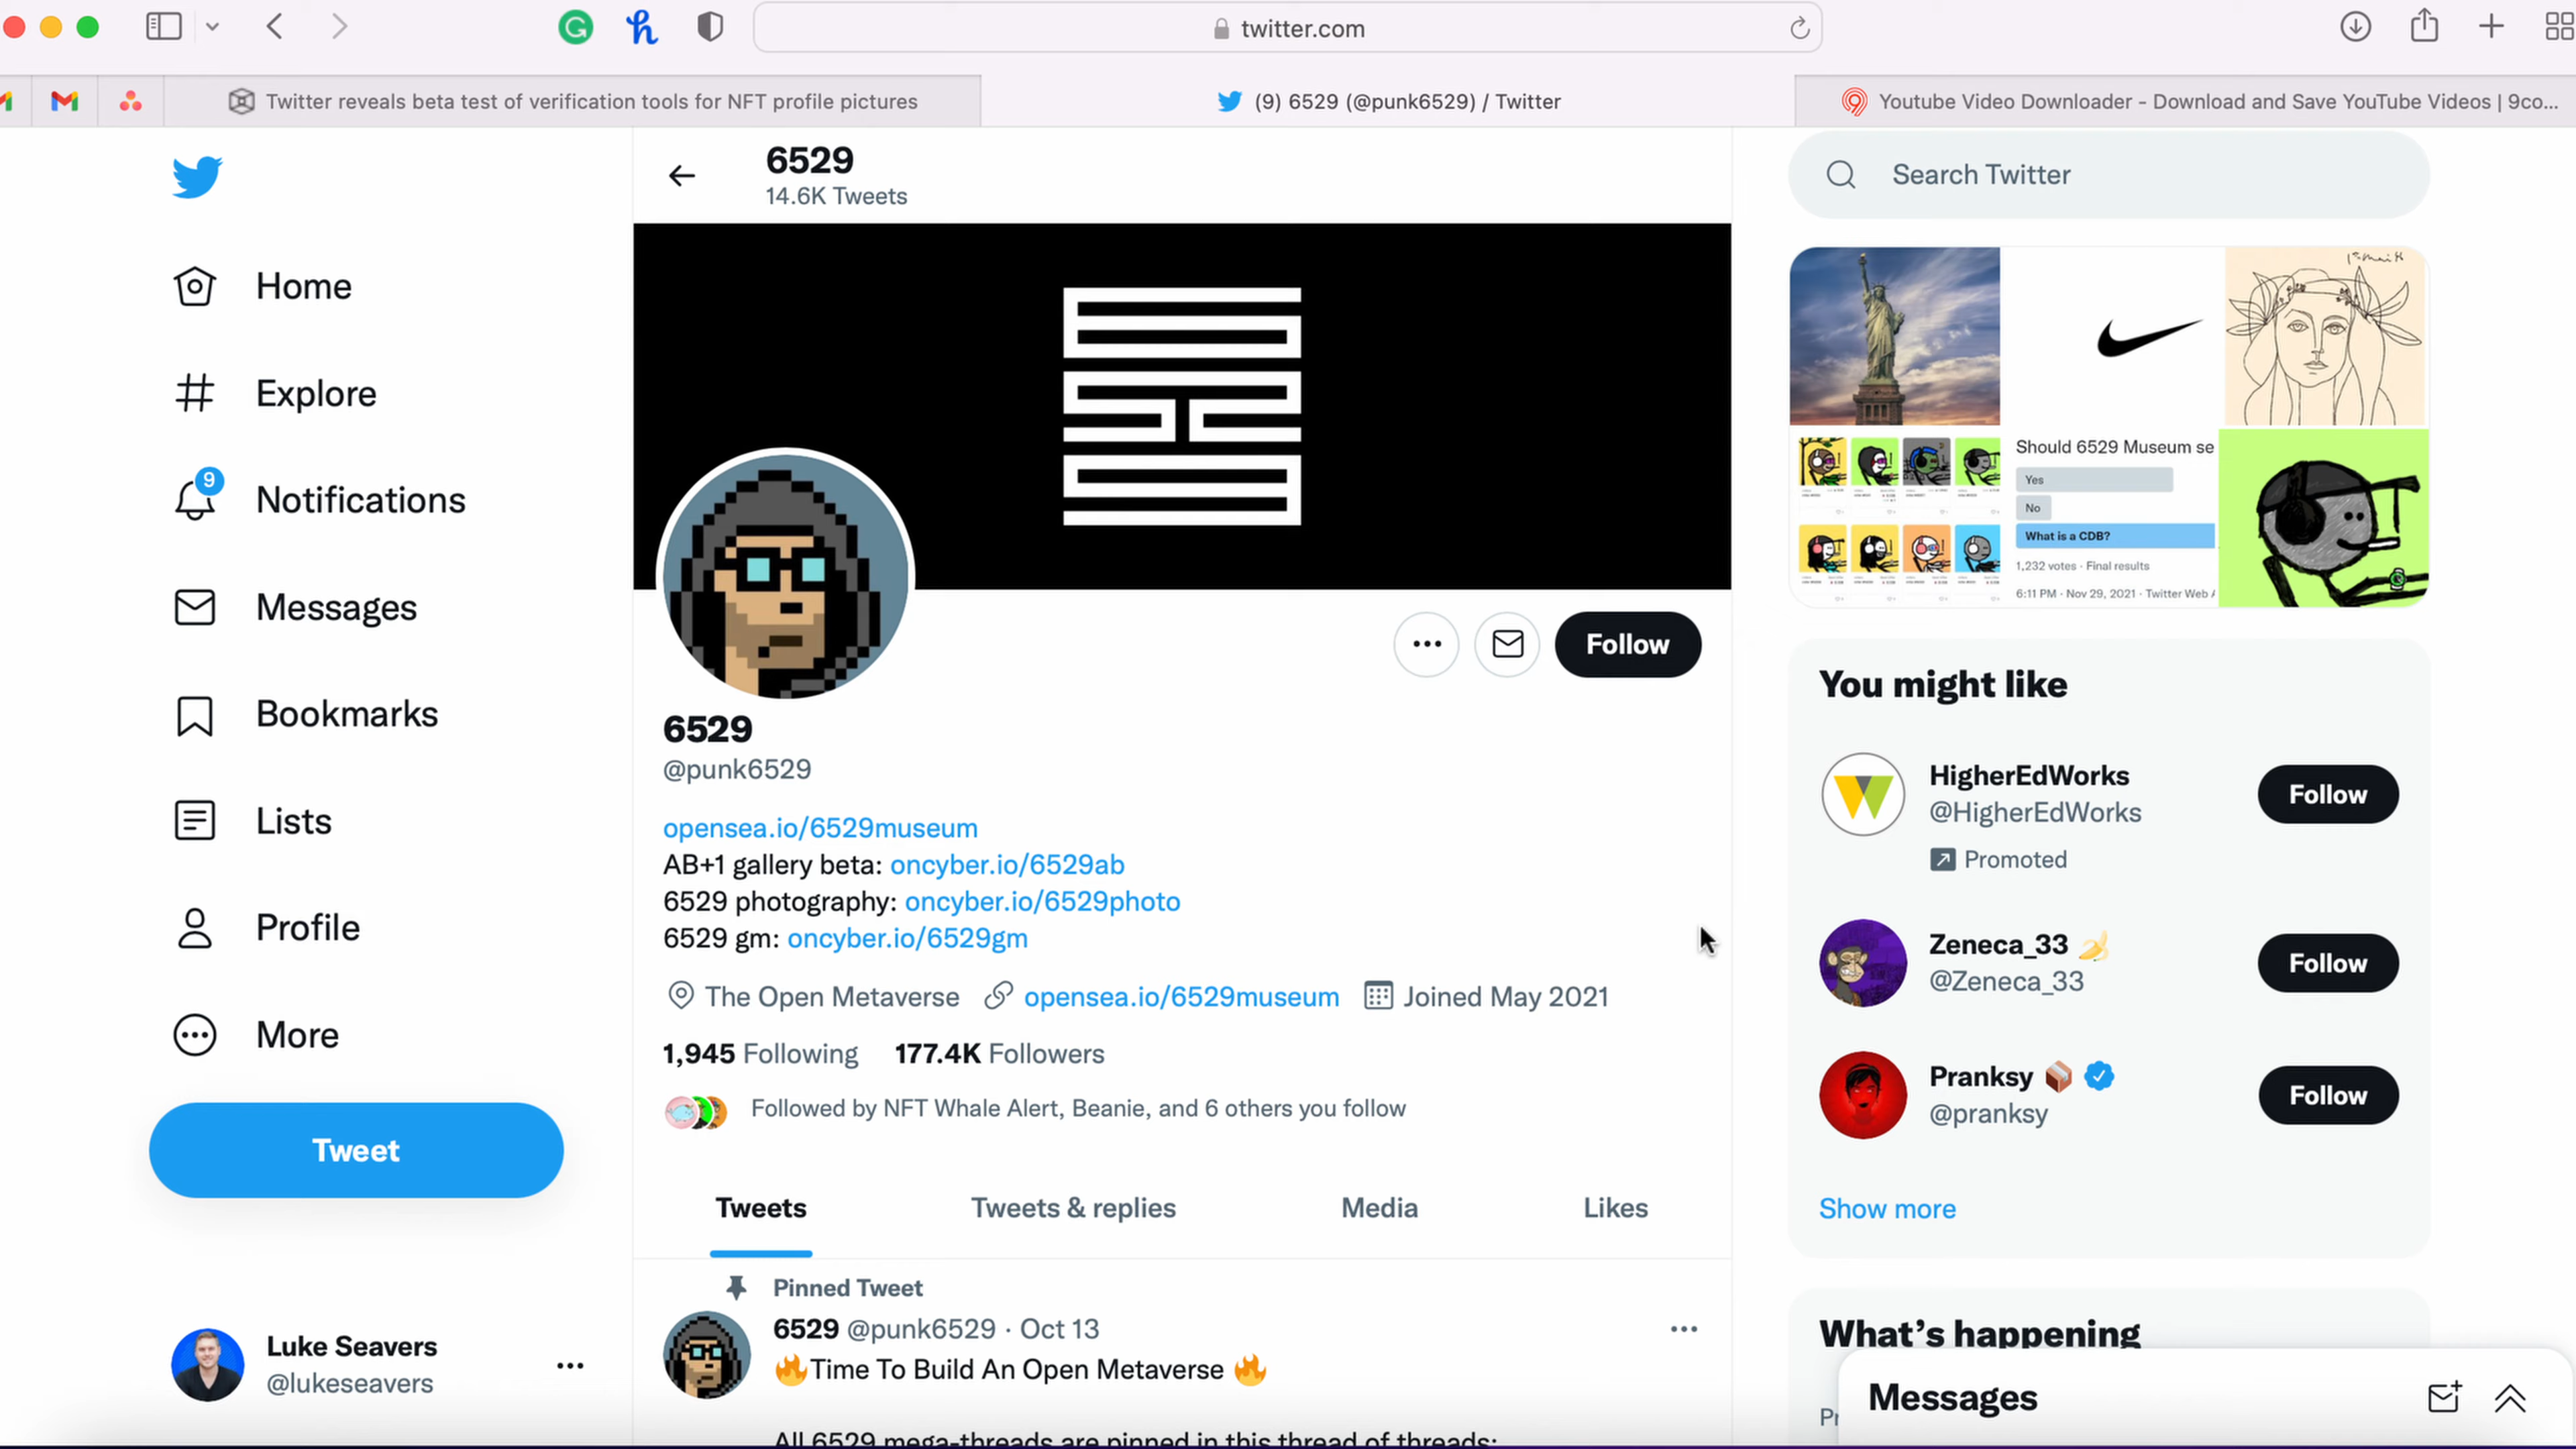 twitter.com
Twitter reveals beta test of verification tools for NFT profile pictures
(9) 6529 (@punk6529) / Twitter
Youtube Video Downloader - Download and Save YouTube Videos | 9co...
6529
14.6K Tweets
Search Twitter
Home
Explore
9
Notifications
Messages
Bookmarks
Lists
Profile
More
Tweet
Luke Seavers
@lukeseavers
Follow
6529
@punk6529
opensea.io/6529museum
AB+1 gallery beta: oncyber.io/6529ab
6529 photography: oncyber.io/6529photo
6529 gm: oncyber.io/6529gm
The Open Metaverse opensea.io/6529museum Joined May 2021
1,945 Following 177.4K Followers
Followed by NFT Whale Alert, Beanie, and 6 others you follow
Tweets Tweets & replies Media Likes
Pinned Tweet
6529 @punk6529 · Oct 13
🔥Time To Build An Open Metaverse 🔥
All 6529 mega-threads are pinned in this thread of threads:
Should 6529 Museum se
Yes
No
What is a CDB?
1,232 votes · Final results
6:11 PM · Nov 29, 2021 · Twitter Web
You might like
HigherEdWorks
@HigherEdWorks
Promoted
Follow
Zeneca_33 🍌
@Zeneca_33
Follow
Pranksy 📦
@pranksy
Follow
Show more
What's happening
Messages